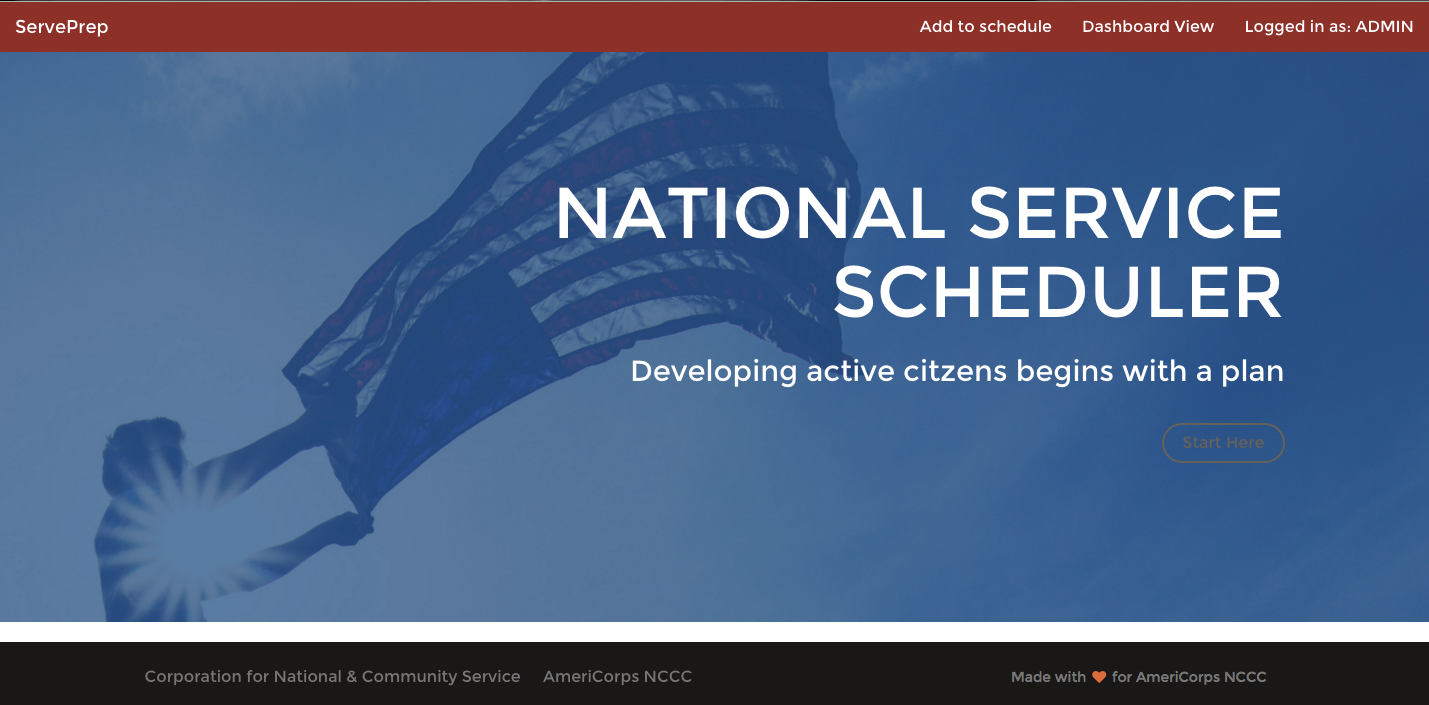 ServePrep
Add to schedule
Dashboard View
Logged in as: ADMIN
NATIONAL SERVICE
SCHEDULER
Developing active citzens begins with a plan
Start Here
Corporation for National & Community Service
AmeriCorps NCCC
Made with ♥ for AmeriCorps NCCC